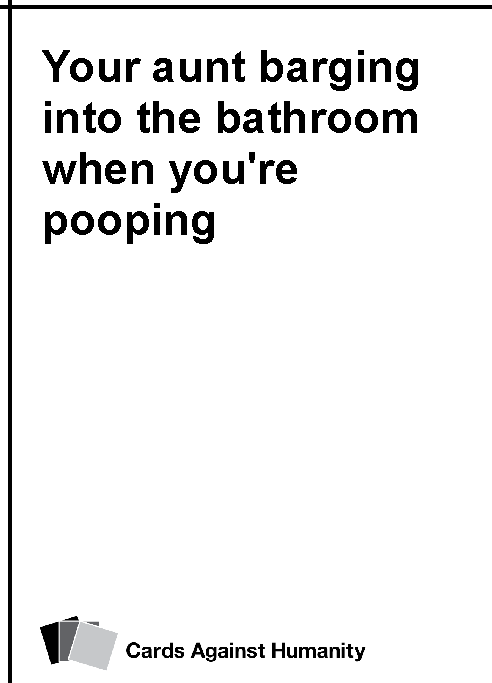 Your aunt barging
into the bathroom
when you're
pooping
Cards Against Humanity